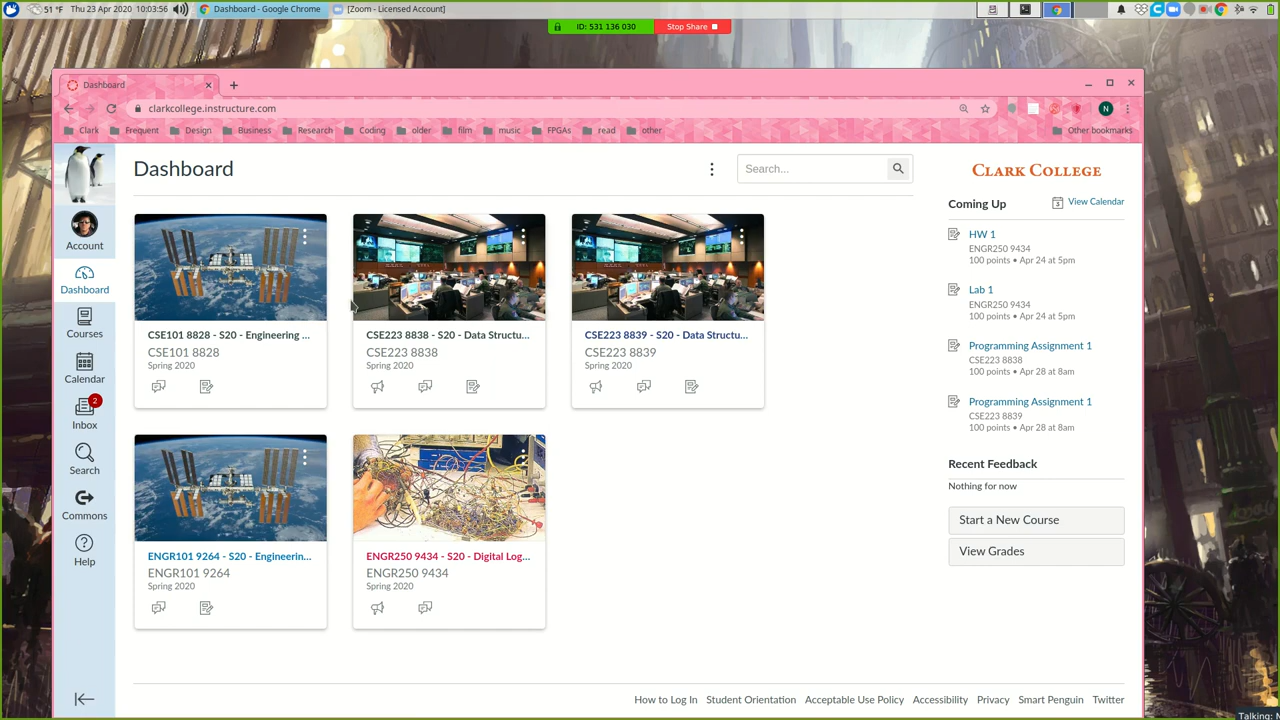 51 °F Thu 23 Apr 2020 10:03:56 Dashboard - Google Chrome [Zoom - Licensed Account]
ID: 531 136 030 Stop Share
Dashboard
clarkcollege.instructure.com N
Clark Frequent Design Business Research Coding older film music FPGAs read other Other bookmarks
Dashboard
Search...
CLARK COLLEGE
Account
Dashboard
Courses
Calendar
2
Inbox
Search
Commons
Help
CSE101 8828 - S20 - Engineering ...
CSE101 8828
Spring 2020
CSE223 8838 - S20 - Data Structu...
CSE223 8838
Spring 2020
CSE223 8839 - S20 - Data Structu...
CSE223 8839
Spring 2020
ENGR101 9264 - S20 - Engineerin...
ENGR101 9264
Spring 2020
ENGR250 9434 - S20 - Digital Log...
ENGR250 9434
Spring 2020
Coming Up View Calendar
HW 1
ENGR250 9434
100 points • Apr 24 at 5pm
Lab 1
ENGR250 9434
100 points • Apr 24 at 5pm
Programming Assignment 1
CSE223 8838
100 points • Apr 28 at 8am
Programming Assignment 1
CSE223 8839
100 points • Apr 28 at 8am
Recent Feedback
Nothing for now
Start a New Course
View Grades
How to Log In Student Orientation Acceptable Use Policy Accessibility Privacy Smart Penguin Twitter
Talking: